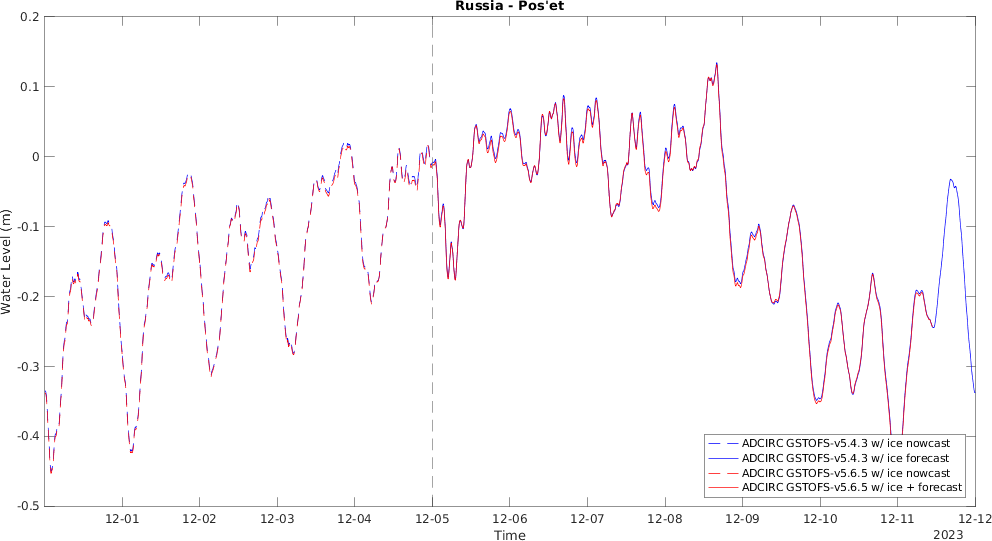 Russia - Pos'et
0.2
0.1
0
-0.1
-0.2
-0.3
-0.4
-0.5
Water Level (m)
ADCIRC GSTOFS-v5.4.3 w/ ice nowcast
ADCIRC GSTOFS-v5.4.3 w/ ice forecast
ADCIRC GSTOFS-v5.6.5 w/ ice nowcast
ADCIRC GSTOFS-v5.6.5 w/ ice + forecast
12-01 12-02 12-03 12-04 12-05 12-06 12-07 12-08 12-09 12-10 12-11 12-12
Time
2023